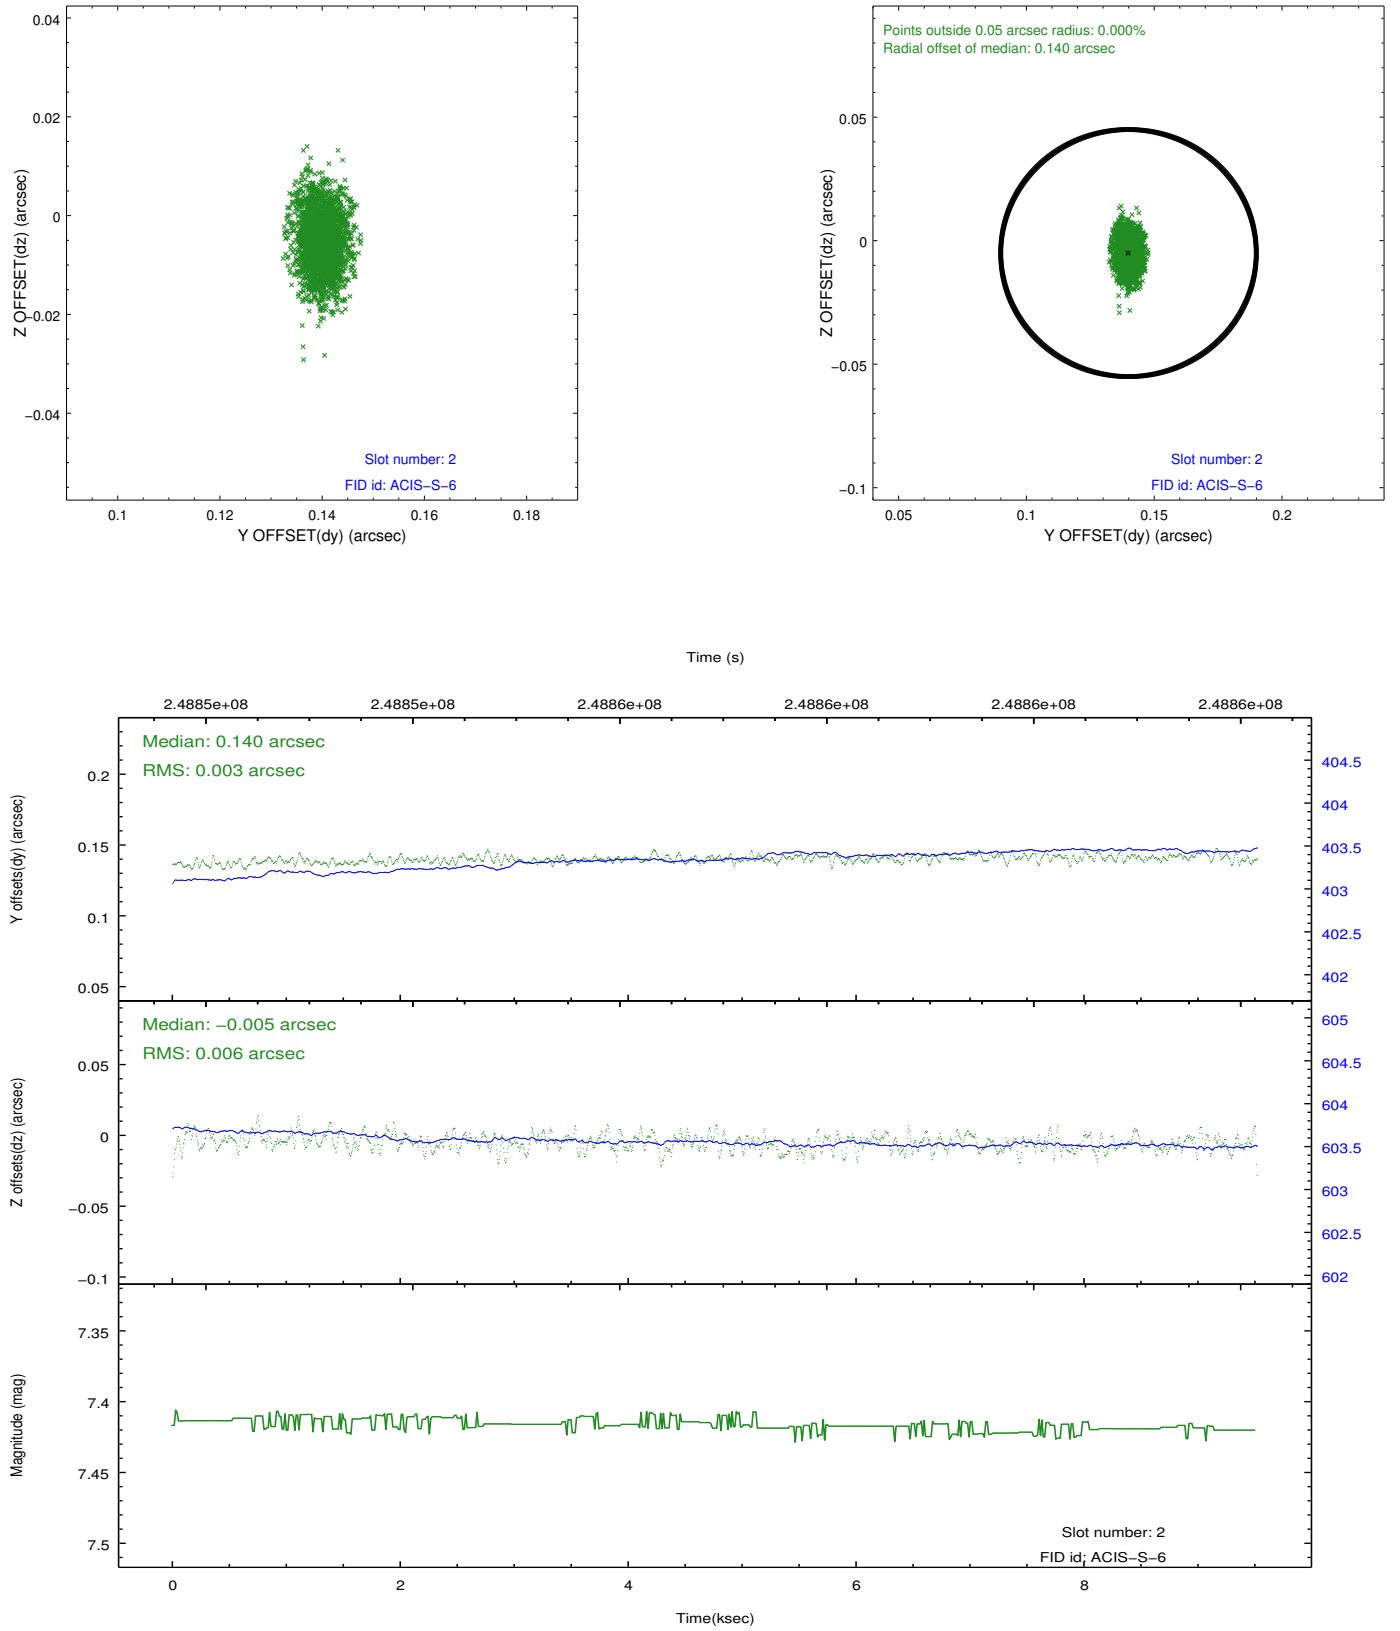 0.04
0.02
0
−0.02
−0.04
Z OFFSET(dz) (arcsec)
Slot number: 2
FID id: ACIS−S−6
0.1 0.12 0.14 0.16 0.18
Y OFFSET(dy) (arcsec)
Points outside 0.05 arcsec radius: 0.000%
Radial offset of median: 0.140 arcsec
0.05
0
−0.05
−0.1
Z OFFSET(dz) (arcsec)
Slot number: 2
FID id: ACIS−S−6
0.05 0.1 0.15 0.2
Y OFFSET(dy) (arcsec)
Time (s)
2.4885e+08 2.4885e+08 2.4886e+08 2.4886e+08 2.4886e+08 2.4886e+08
Median: 0.140 arcsec
RMS: 0.003 arcsec
Y offsets(dy) (arcsec)
0.2
0.15
0.1
0.05
404.5
404
403.5
403
402.5
402
Median: −0.005 arcsec
RMS: 0.006 arcsec
Z offsets(dz) (arcsec)
0.05
0
−0.05
−0.1
605
604.5
604
603.5
603
602.5
602
Magnitude (mag)
7.35
7.4
7.45
7.5
Slot number: 2
FID id: ACIS−S−6
0 2 4 6 8
Time(ksec)